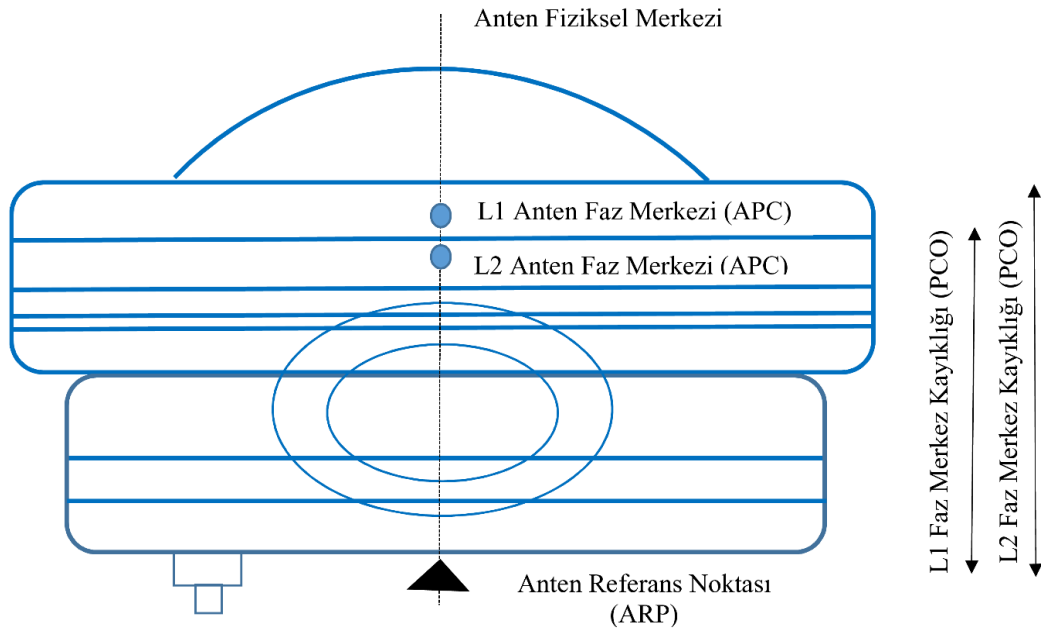 Anten Fiziksel Merkezi
L1 Anten Faz Merkezi (APC)
L2 Anten Faz Merkezi (APC)
L1 Faz Merkez Kayıklığı (PCO)
L2 Faz Merkez Kayıklığı (PCO)
Anten Referans Noktası
(ARP)